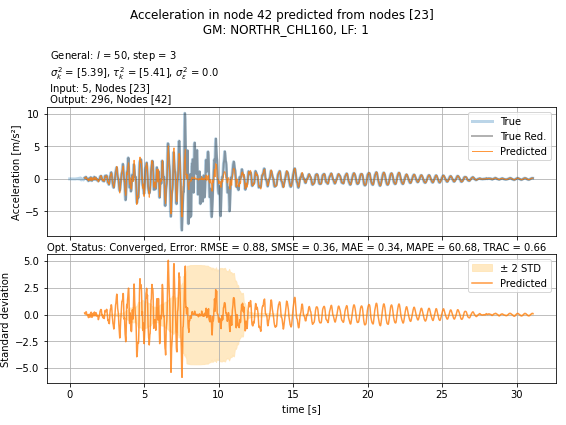 Acceleration in node 42 predicted from nodes [23]
GM: NORTHR_CHL160, LF: 1
General: l = 50, step = 3
σ²ₖ = [5.39], τ²ₖ = [5.41], σ²ε = 0.0
Input: 5, Nodes [23]
Output: 296, Nodes [42]
Acceleration [m/s²]
10
5
0
−5
True
True Red.
Predicted
Opt. Status: Converged, Error: RMSE = 0.88, SMSE = 0.36, MAE = 0.34, MAPE = 60.68, TRAC = 0.66
Standard deviation
5.0
2.5
0.0
−2.5
−5.0
± 2 STD
Predicted
0 5 10 15 20 25 30
time [s]